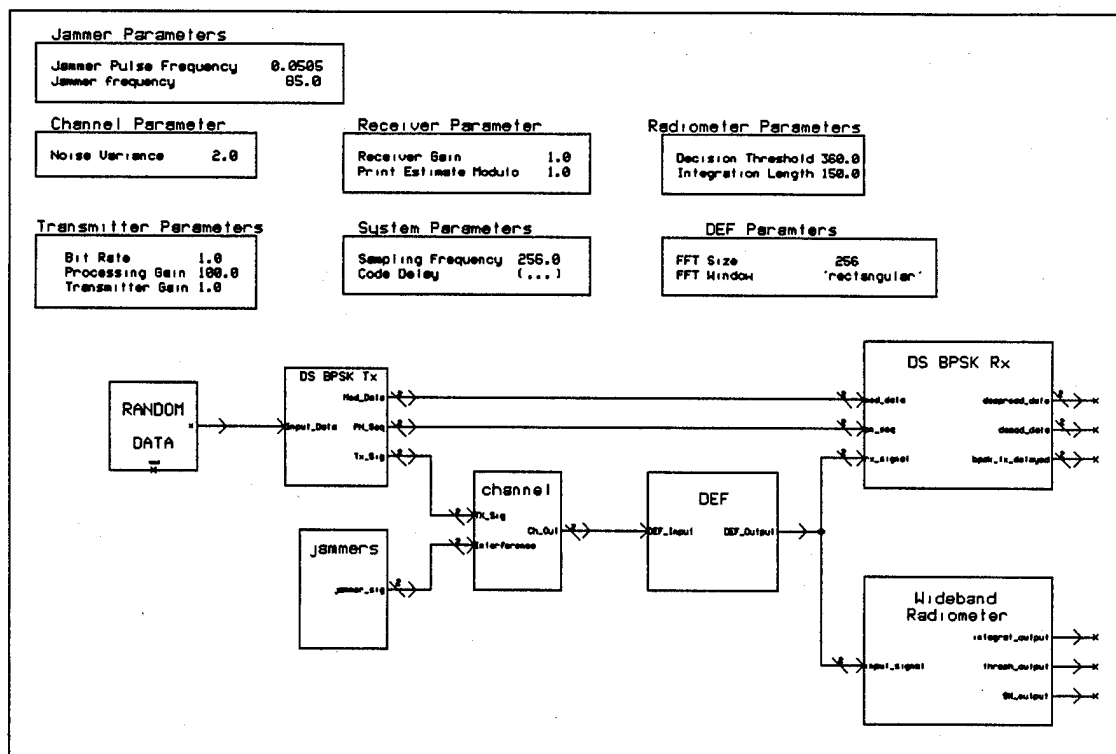 Jammer Parameters
Jammer Pulse Frequency 0.0505
Jammer frequency 85.0
Channel Parameter
Noise Variance 2.0
Receiver Parameter
Receiver Gain 1.0
Print Estimate Modulo 1.0
Radiometer Parameters
Decision Threshold 360.0
Integration Length 150.0
Transmitter Parameters
Bit Rate 1.0
Processing Gain 100.0
Transmitter Gain 1.0
System Parameters
Sampling Frequency 256.0
Code Delay (...)
DEF Paramters
FFT Size 256
FFT Window 'rectangular'
RANDOM
DATA
DS BPSK Tx
Mod_Data
Input_Data
PN_Seq
Tx_Sig
jammers
jammer_sig
channel
TX_Sig
Ch_Out
Interference
DEF
DEF_Input
DEF_Output
DS BPSK Rx
mod_data
despread_data
pn_seq
demod_data
rx_signal
bpsk_tx_delayed
Wideband
Radiometer
integrat_output
input_signal
thresh_output